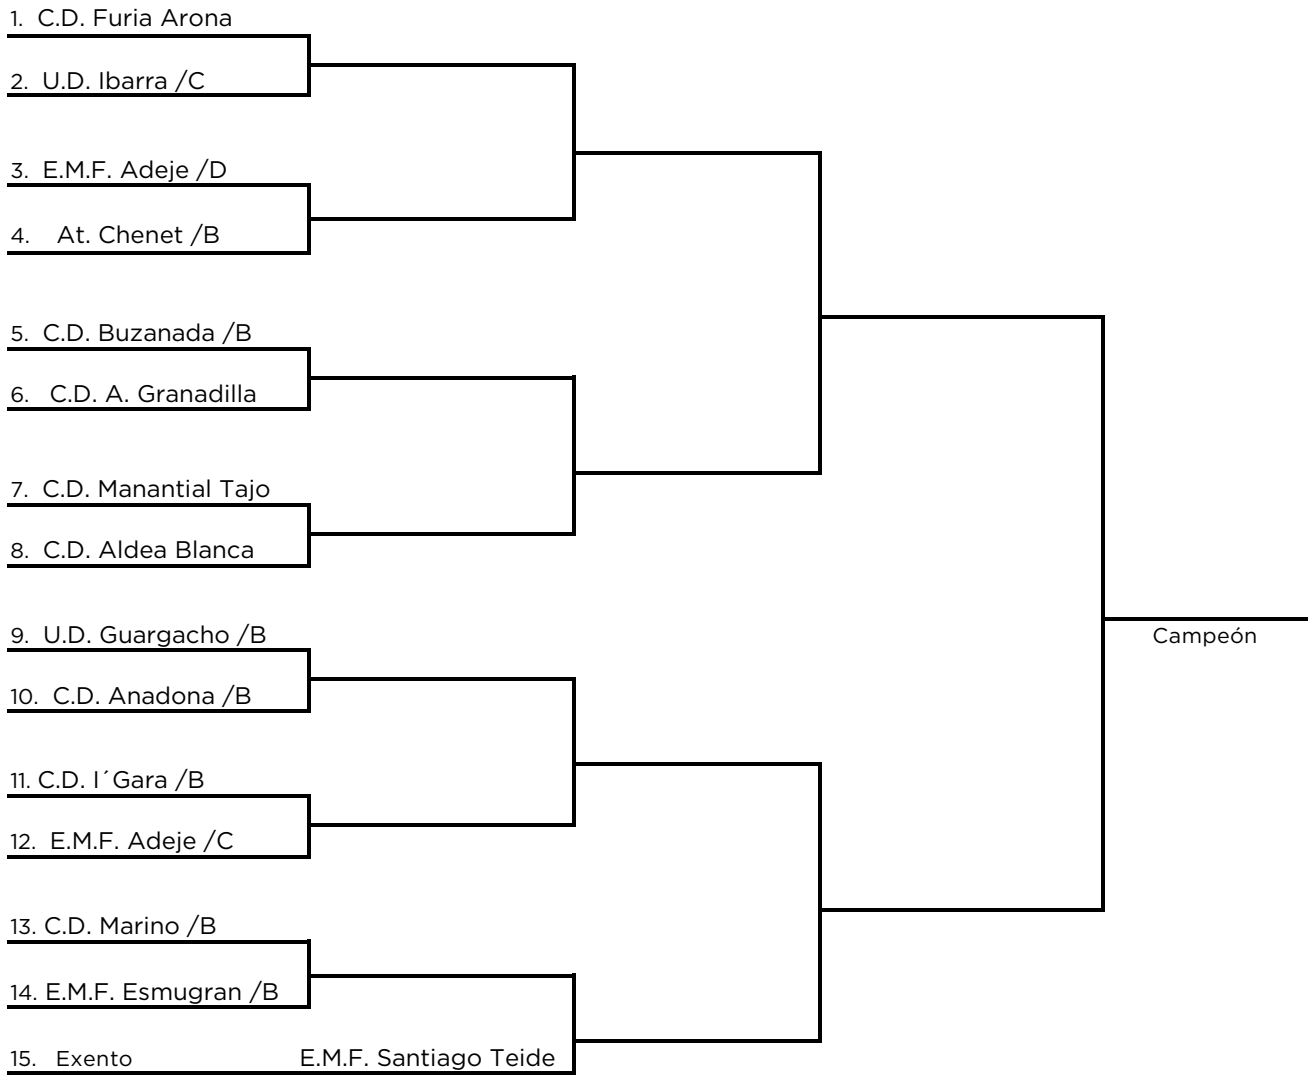 1. C.D. Furia Arona
2. U.D. Ibarra /C
3. E.M.F. Adeje /D
4. At. Chenet /B
5. C.D. Buzanada /B
6. C.D. A. Granadilla
7. C.D. Manantial Tajo
8. C.D. Aldea Blanca
9. U.D. Guargacho /B
Campeón
10. C.D. Anadona /B
11. C.D. I´Gara /B
12. E.M.F. Adeje /C
13. C.D. Marino /B
14. E.M.F. Esmugran /B
15. Exento E.M.F. Santiago Teide